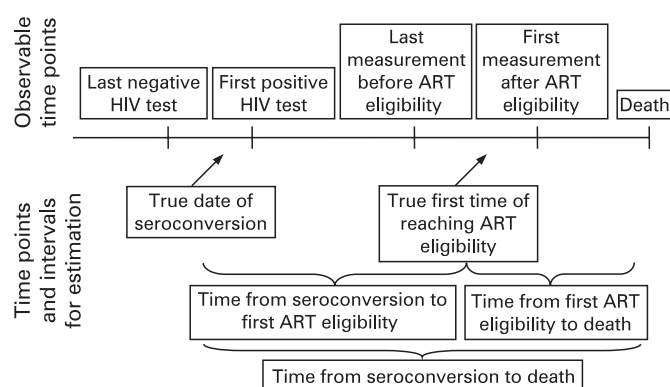 Observable
time points
Last negative
HIV test
First positive
HIV test
Last
measurement
before ART
eligibility
First
measurement
after ART
eligibility
Death
Time points
and intervals
for estimation
True date of
seroconversion
True first time of
reaching ART
eligibility
Time from seroconversion to
first ART eligibility
Time from first ART
eligibility to death
Time from seroconversion to death